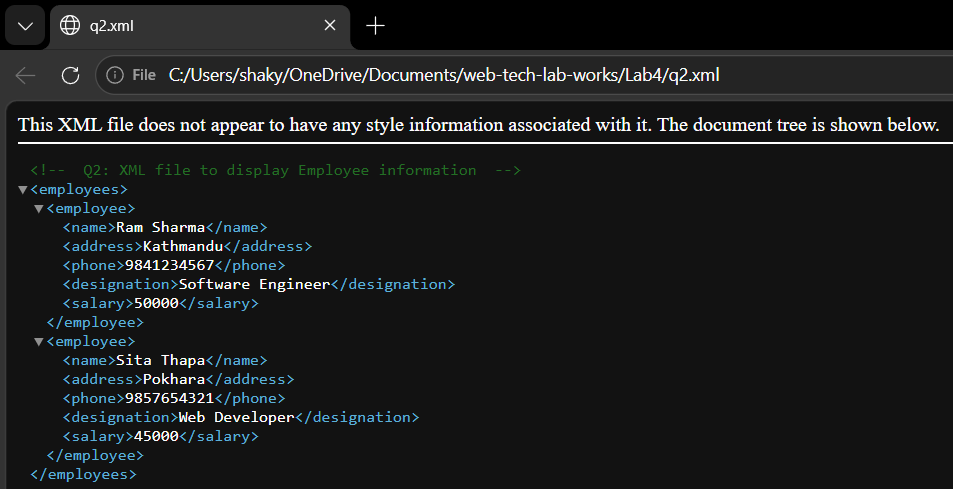 q2.xml
File C:/Users/shaky/OneDrive/Documents/web-tech-lab-works/Lab4/q2.xml
This XML file does not appear to have any style information associated with it. The document tree is shown below.
<!--  Q2: XML file to display Employee information  -->
<employees>
<employee>
<name>Ram Sharma</name>
<address>Kathmandu</address>
<phone>9841234567</phone>
<designation>Software Engineer</designation>
<salary>50000</salary>
</employee>
<employee>
<name>Sita Thapa</name>
<address>Pokhara</address>
<phone>9857654321</phone>
<designation>Web Developer</designation>
<salary>45000</salary>
</employee>
</employees>